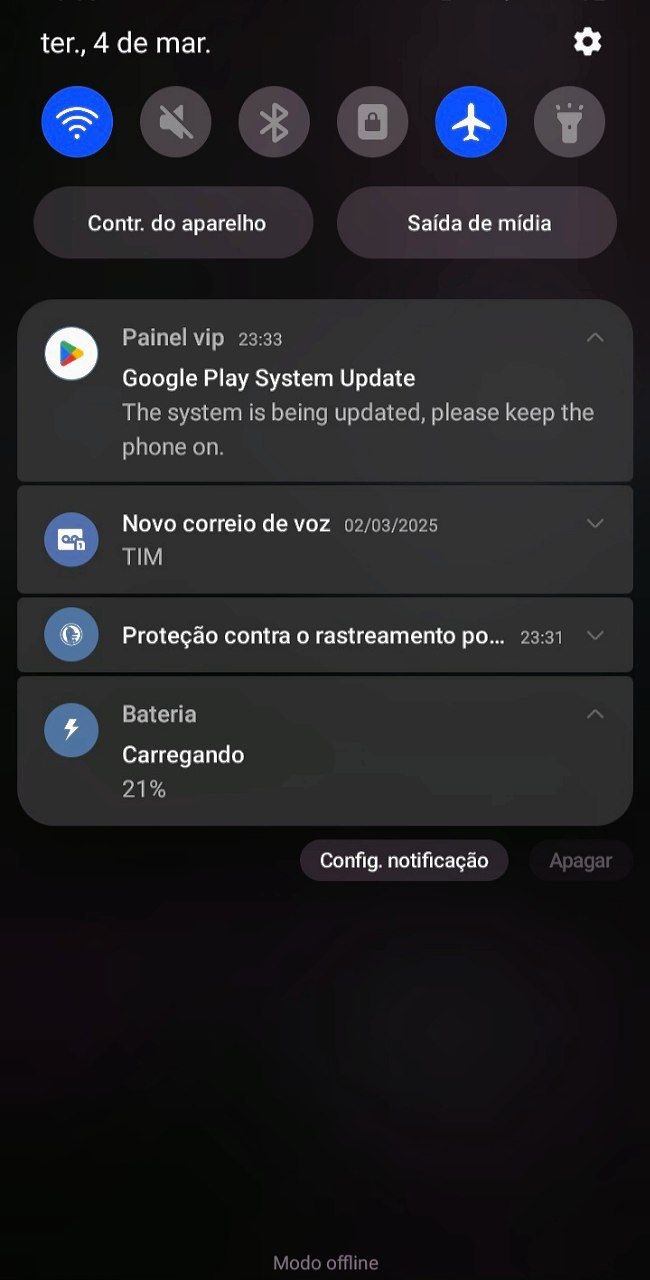 ter., 4 de mar.
Contr. do aparelho
Saída de mídia
Painel vip 23:33
Google Play System Update
The system is being updated, please keep the
phone on.
Novo correio de voz 02/03/2025
TIM
Proteção contra o rastreamento po... 23:31
Bateria
Carregando
21%
Config. notificação
Apagar
Modo offline